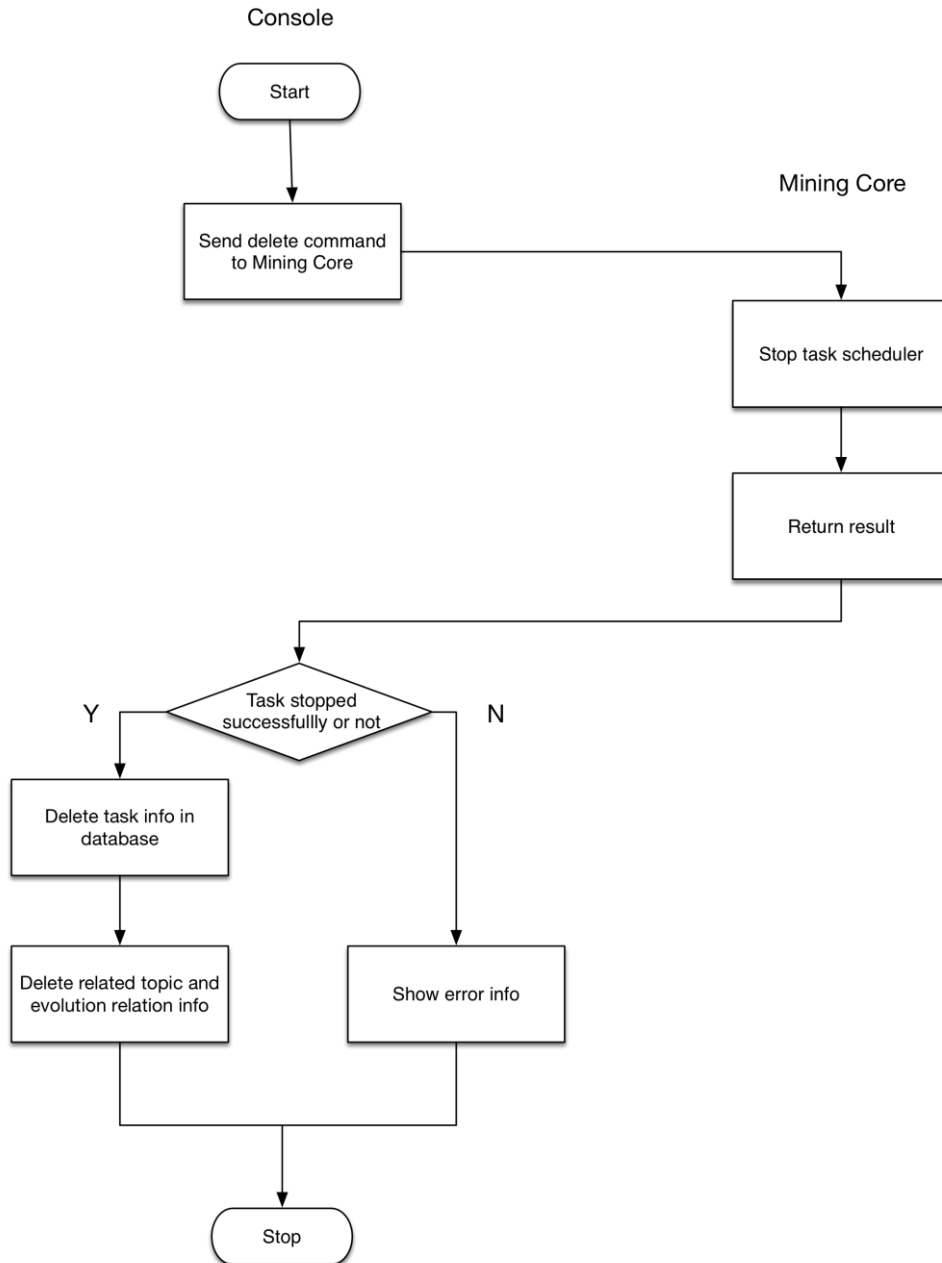 Console
Start
Mining Core
Send delete command
to Mining Core
Stop task scheduler
Return result
Task stopped
successfullly or not
Y
N
Delete task info in
database
Delete related topic and
evolution relation info
Show error info
Stop